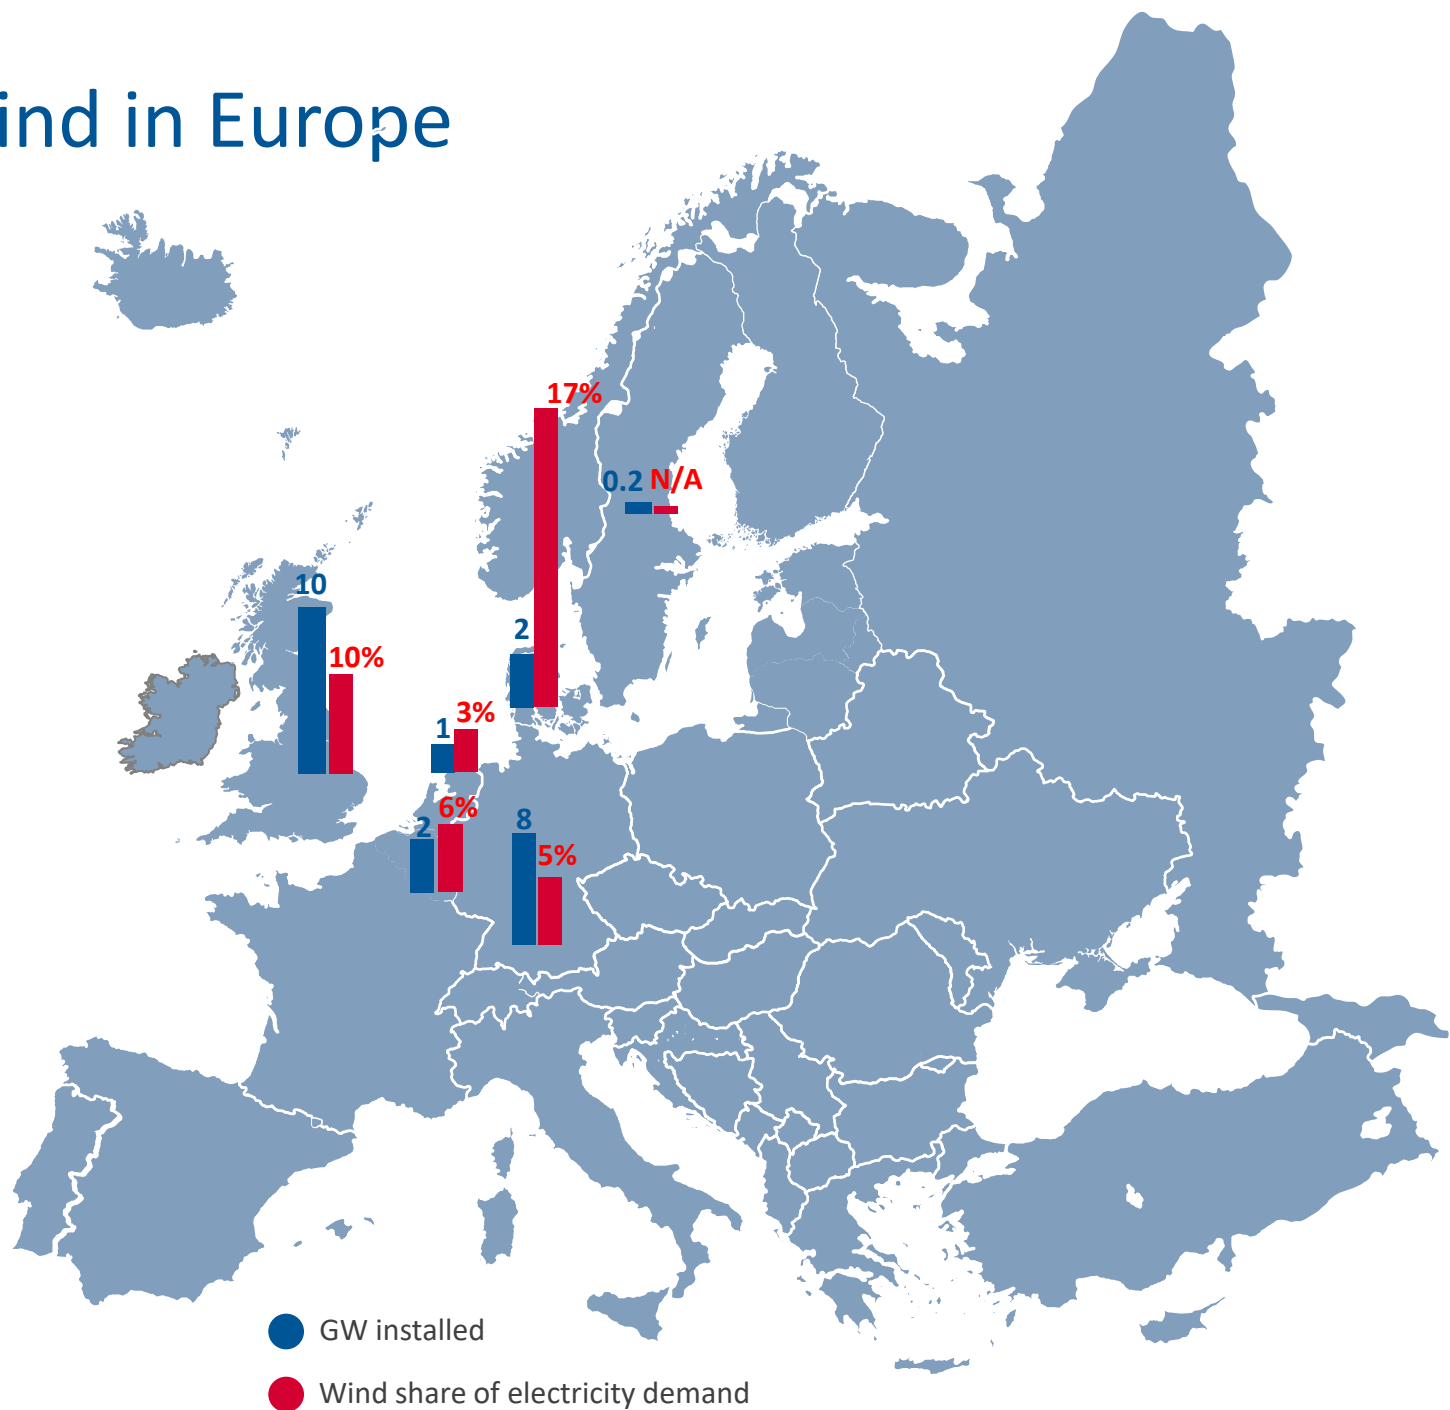 ind in Europe
17%
0.2 N/A
10
2
10%
1
3%
2
6%
8
5%
GW installed
Wind share of electricity demand